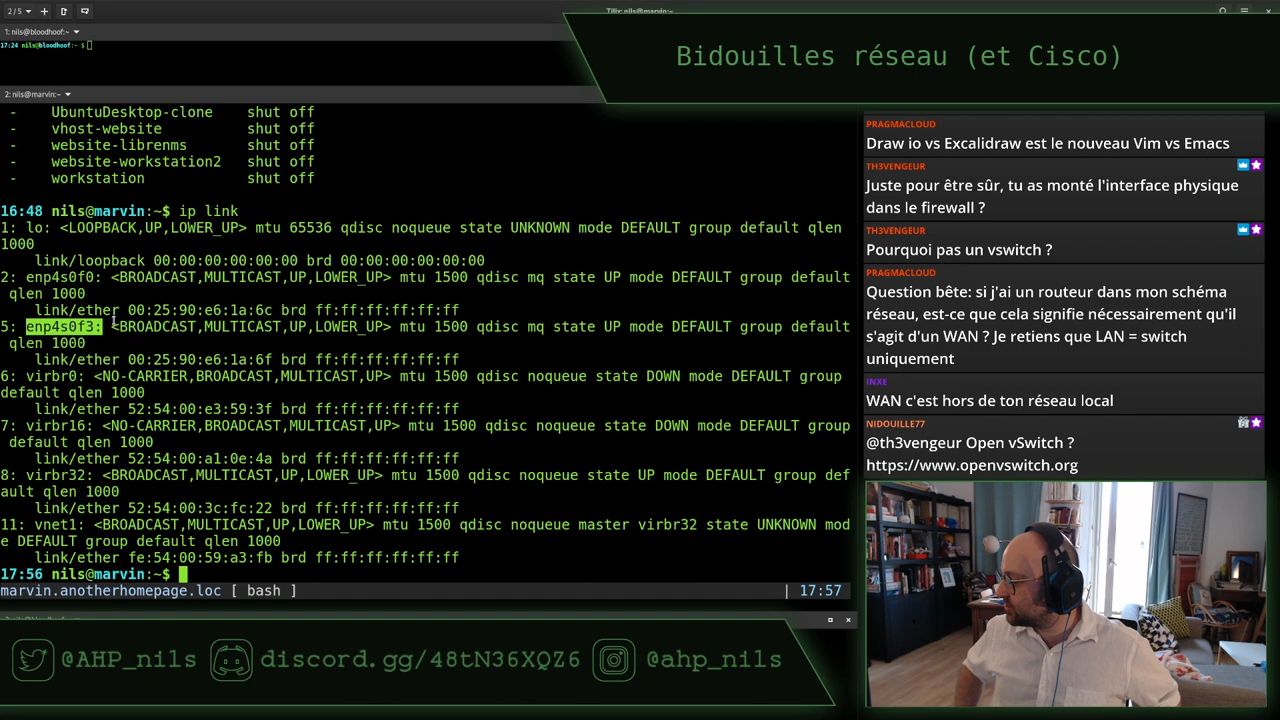 2 / 5
Tilix: nils@marvin:~
1: nils@bloodhoof:~
17:24 nils@bloodhoof:~ $
Bidouilles réseau (et Cisco)
2: nils@marvin:~
- UbuntuDesktop-clone shut off
- vhost-website shut off
- website-librenms shut off
- website-workstation2 shut off
- workstation shut off
16:48 nils@marvin:~$ ip link
1: lo: <LOOPBACK,UP,LOWER_UP> mtu 65536 qdisc noqueue state UNKNOWN mode DEFAULT group default qlen
1000
link/loopback 00:00:00:00:00:00 brd 00:00:00:00:00:00
2: enp4s0f0: <BROADCAST,MULTICAST,UP,LOWER_UP> mtu 1500 qdisc mq state UP mode DEFAULT group default
qlen 1000
link/ether 00:25:90:e6:1a:6c brd ff:ff:ff:ff:ff:ff
5: enp4s0f3: <BROADCAST,MULTICAST,UP,LOWER_UP> mtu 1500 qdisc mq state UP mode DEFAULT group default
qlen 1000
link/ether 00:25:90:e6:1a:6f brd ff:ff:ff:ff:ff:ff
6: virbr0: <NO-CARRIER,BROADCAST,MULTICAST,UP> mtu 1500 qdisc noqueue state DOWN mode DEFAULT group
default qlen 1000
link/ether 52:54:00:e3:59:3f brd ff:ff:ff:ff:ff:ff
7: virbr16: <NO-CARRIER,BROADCAST,MULTICAST,UP> mtu 1500 qdisc noqueue state DOWN mode DEFAULT group
default qlen 1000
link/ether 52:54:00:a1:0e:4a brd ff:ff:ff:ff:ff:ff
8: virbr32: <BROADCAST,MULTICAST,UP,LOWER_UP> mtu 1500 qdisc noqueue state UP mode DEFAULT group def
ault qlen 1000
link/ether 52:54:00:3c:fc:22 brd ff:ff:ff:ff:ff:ff
11: vnet1: <BROADCAST,MULTICAST,UP,LOWER_UP> mtu 1500 qdisc noqueue master virbr32 state UNKNOWN mod
e DEFAULT group default qlen 1000
link/ether fe:54:00:59:a3:fb brd ff:ff:ff:ff:ff:ff
17:56 nils@marvin:~$
marvin.anotherhomepage.loc [ bash ] | 17:57
PRAGMACLOUD
Draw io vs Excalidraw est le nouveau Vim vs Emacs
TH3VENGEUR
Juste pour être sûr, tu as monté l'interface physique
dans le firewall ?
TH3VENGEUR
Pourquoi pas un vswitch ?
PRAGMACLOUD
Question bête: si j'ai un routeur dans mon schéma
réseau, est-ce que cela signifie nécessairement qu'il
s'agit d'un WAN ? Je retiens que LAN = switch
uniquement
INXE
WAN c'est hors de ton réseau local
NIDOUILLE77
@th3vengeur Open vSwitch ?
https://www.openvswitch.org
@AHP_nils
discord.gg/48tN36XQZ6
@ahp_nils